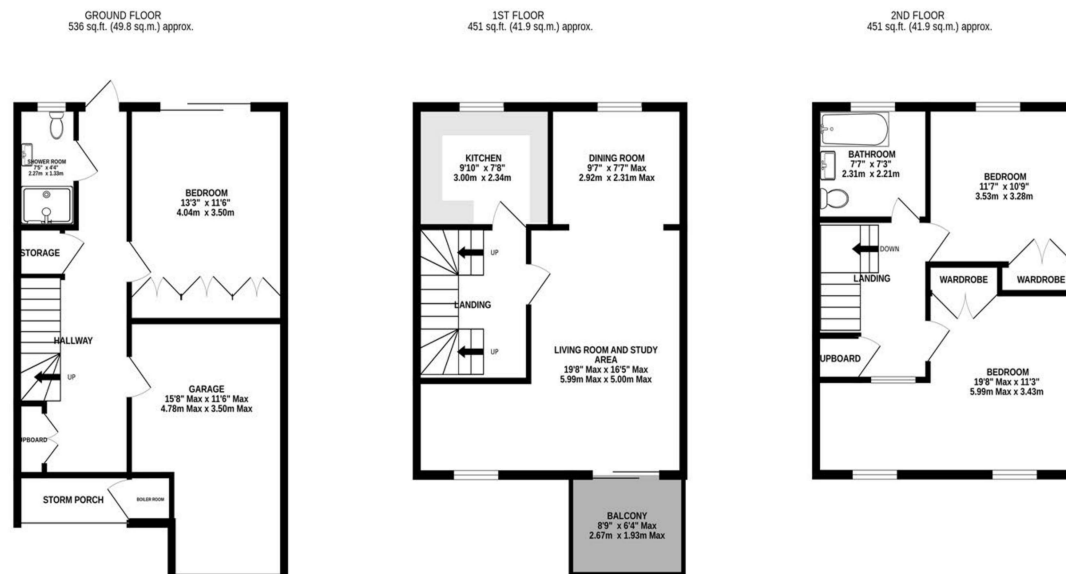 GROUND FLOOR
536 sq.ft. (49.8 sq.m.) approx.
SHOWER ROOM
7'5" x 4'4"
2.27m x 1.33m
BEDROOM
13'3" x 11'6"
4.04m x 3.50m
STORAGE
HALLWAY
UP
GARAGE
15'8" Max x 11'6" Max
4.78m Max x 3.50m Max
UPBOARD
STORM PORCH
BOILER ROOM
1ST FLOOR
451 sq.ft. (41.9 sq.m.) approx.
KITCHEN
9'10" x 7'8"
3.00m x 2.34m
DINING ROOM
9'7" x 7'7" Max
2.92m x 2.31m Max
UP
LANDING
UP
LIVING ROOM AND STUDY
AREA
19'8" Max x 16'5" Max
5.99m Max x 5.00m Max
BALCONY
8'9" x 6'4" Max
2.67m x 1.93m Max
2ND FLOOR
451 sq.ft. (41.9 sq.m.) approx.
BATHROOM
7'7" x 7'3"
2.31m x 2.21m
BEDROOM
11'7" x 10'9"
3.53m x 3.28m
DOWN
LANDING
WARDROBE
WARDROBE
UPBOARD
BEDROOM
19'8" Max x 11'3"
5.99m Max x 3.43m